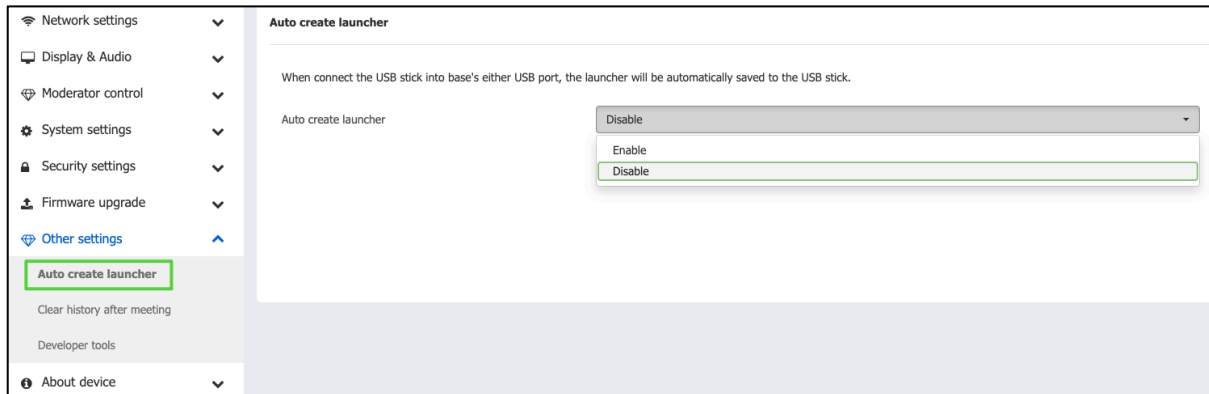 Network settings
Display & Audio
Moderator control
System settings
Security settings
Firmware upgrade
Other settings
Auto create launcher
Clear history after meeting
Developer tools
About device
Auto create launcher
When connect the USB stick into base's either USB port, the launcher will be automatically saved to the USB stick.
Auto create launcher
Disable
Enable
Disable